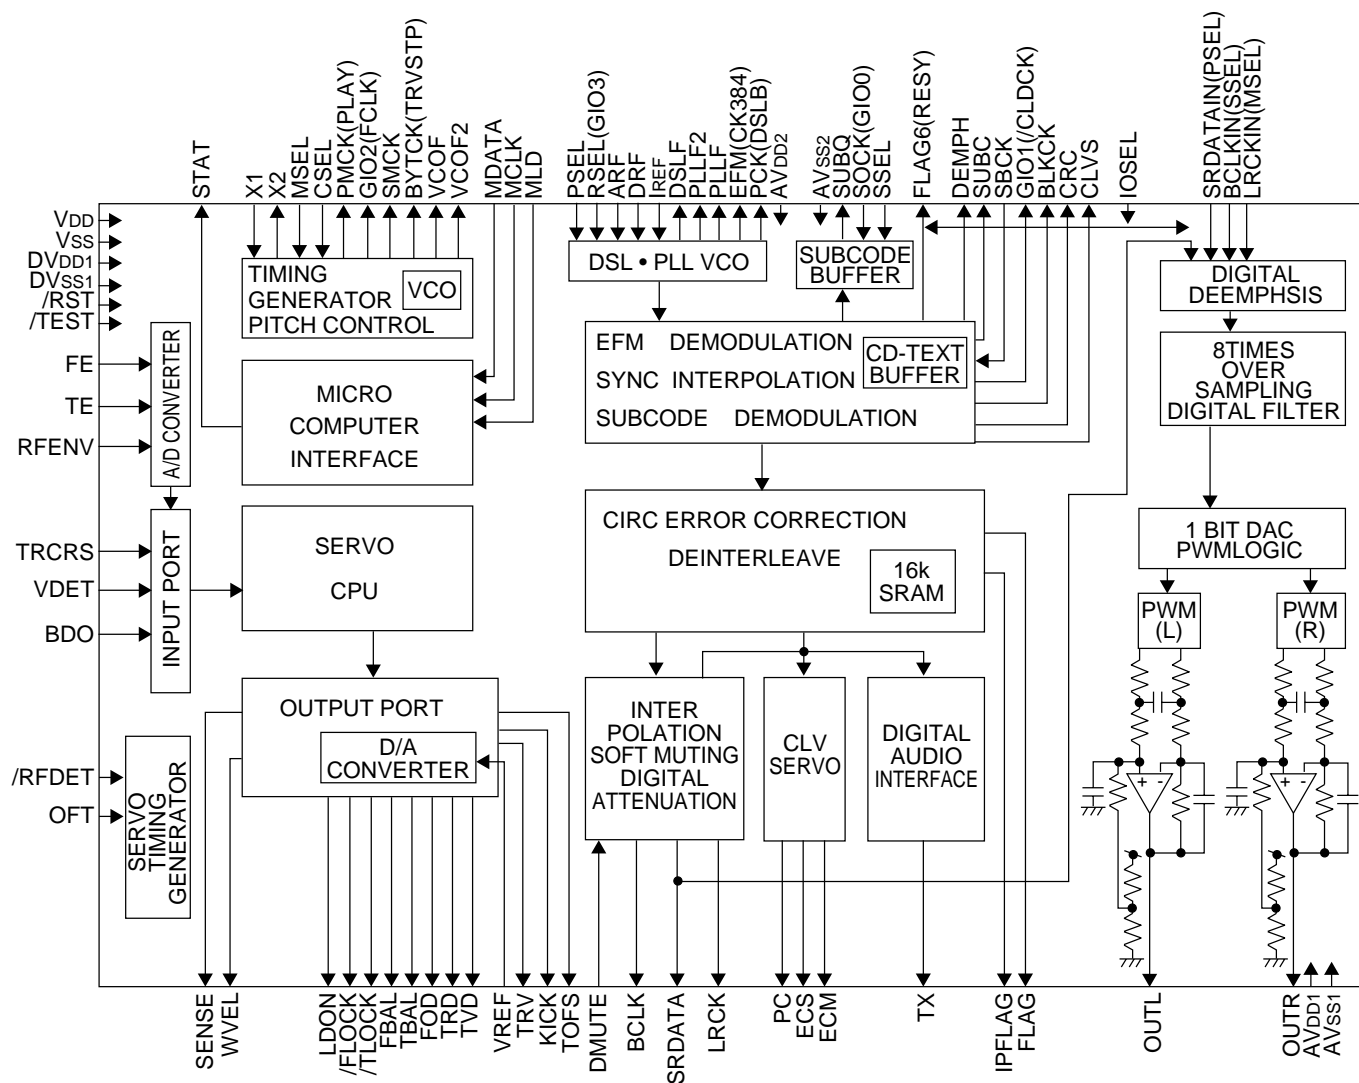 STAT
X1
X2
MSEL
CSEL
PMCK(PLAY)
GIO2(FCLK)
SMCK
BYTCK(TRVSTP)
VCOF
VCOF2
MDATA
MCLK
MLD
PSEL
RSEL(GIO3)
ARF
DRF
IREF
DSLF
PLLF2
PLLF
EFM(CK384)
PCK(DSLB)
AVDD2
AVSS2
SUBQ
SOCK(GIO0)
SSEL
FLAG6(RESY)
DEMPH
SUBC
SBCK
GIO1(/CLDCK)
BLKCK
CRC
CLVS
IOSEL
SRDATAIN(PSEL)
BCLKIN(SSEL)
LRCKIN(MSEL)
VDD
VSS
DVDD1
DVSS1
/RST
/TEST
FE
TE
RFENV
TRCRS
VDET
BDO
/RFDET
OFT
A/D CONVERTER
INPUT PORT
SERVO
TIMING
GENERATOR
TIMING
GENERATOR
PITCH CONTROL
VCO
MICRO
COMPUTER
INTERFACE
SERVO
CPU
OUTPUT PORT
D/A
CONVERTER
DSL • PLL VCO
SUBCODE
BUFFER
EFM DEMODULATION
SYNC INTERPOLATION
SUBCODE DEMODULATION
CD-TEXT
BUFFER
CIRC ERROR CORRECTION
DEINTERLEAVE
16k
SRAM
INTER
POLATION
SOFT MUTING
DIGITAL
ATTENUATION
CLV
SERVO
DIGITAL
AUDIO
INTERFACE
DIGITAL
DEEMPHSIS
8TIMES
OVER
SAMPLING
DIGITAL FILTER
1 BIT DAC
PWMLOGIC
PWM
(L)
PWM
(R)
+ -
+ -
SENSE
WVEL
LDON
/FLOCK
/TLOCK
FBAL
TBAL
FOD
TRD
TVD
VREF
TRV
KICK
TOFS
DMUTE
BCLK
SRDATA
LRCK
PC
ECS
ECM
TX
IPFLAG
FLAG
OUTL
OUTR
AVDD1
AVSS1